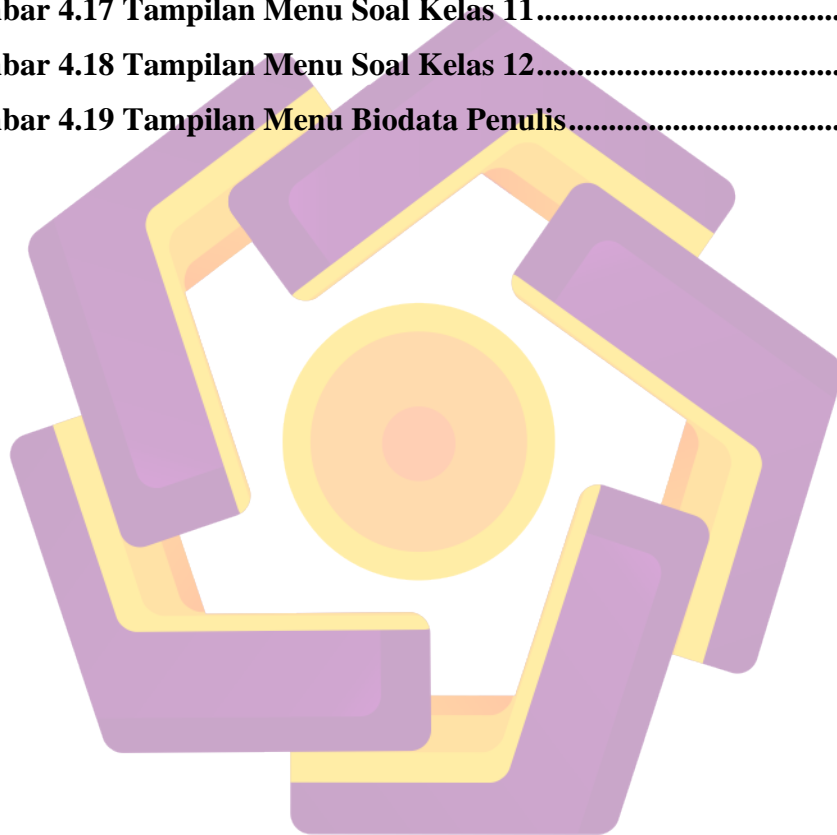 bar 4.17 Tampilan Menu Soal Kelas 11
bar 4.18 Tampilan Menu Soal Kelas 12
bar 4.19 Tampilan Menu Biodata Penulis